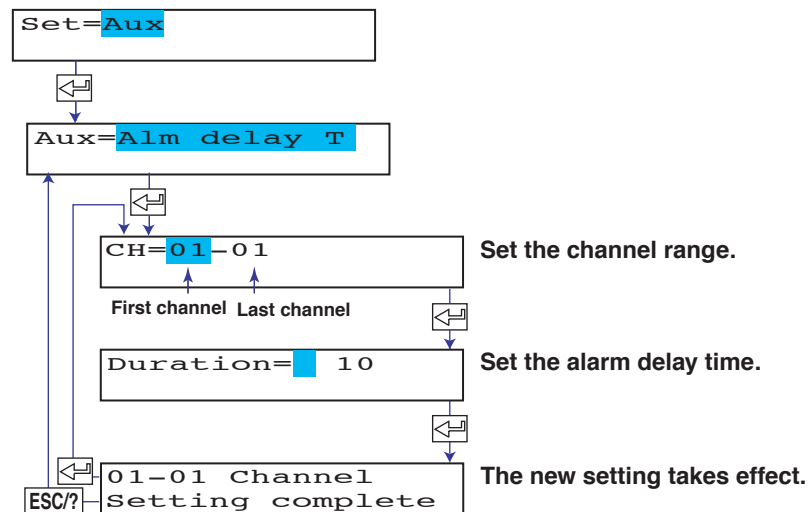 Set=Aux
Aux=Alm delay T
CH=01-01
Set the channel range.
First channel
Last channel
Duration= 10
Set the alarm delay time.
01-01 Channel
Setting complete
The new setting takes effect.
ESC/?